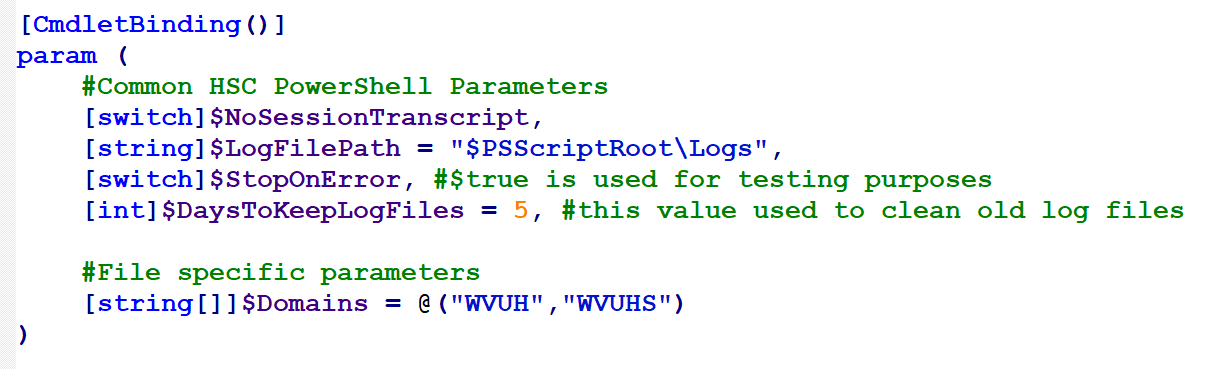 [CmdletBinding()]
param (
    #Common HSC PowerShell Parameters
    [switch]$NoSessionTranscript,
    [string]$LogFilePath = "$PSScriptRoot\Logs",
    [switch]$StopOnError, #$true is used for testing purposes
    [int]$DaysToKeepLogFiles = 5, #this value used to clean old log files

    #File specific parameters
    [string[]]$Domains = @("WVUH","WVUHS")
)